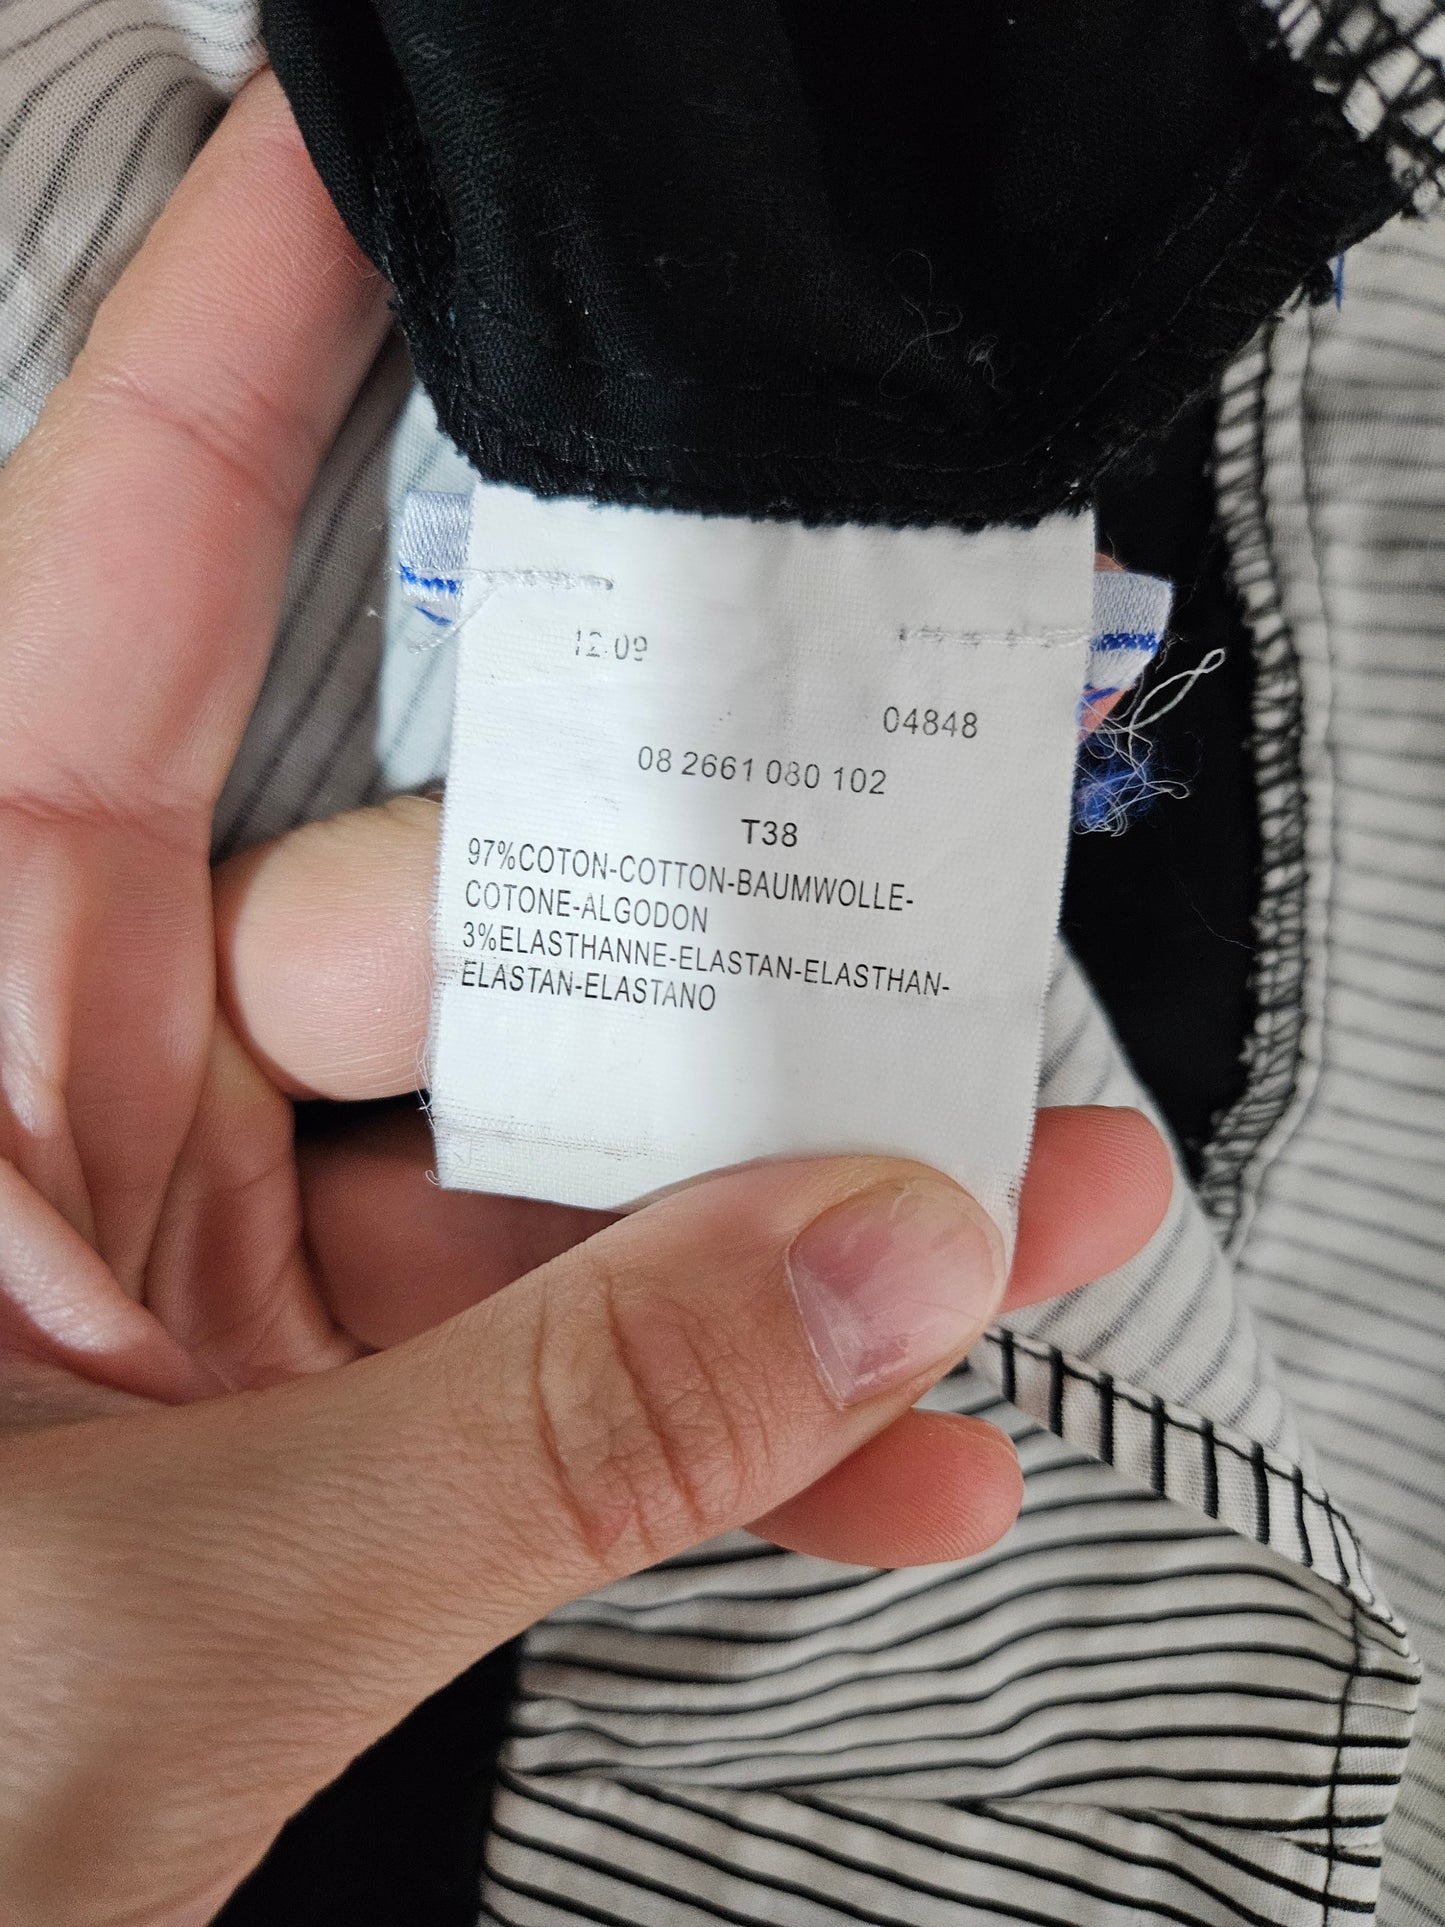 12.09
04848
08 2661 080 102
T38
97%COTON-COTTON-BAUMWOLLE-
COTONE-ALGODON
3%ELASTHANNE-ELASTAN-ELASTHAN-
ELASTAN-ELASTANO